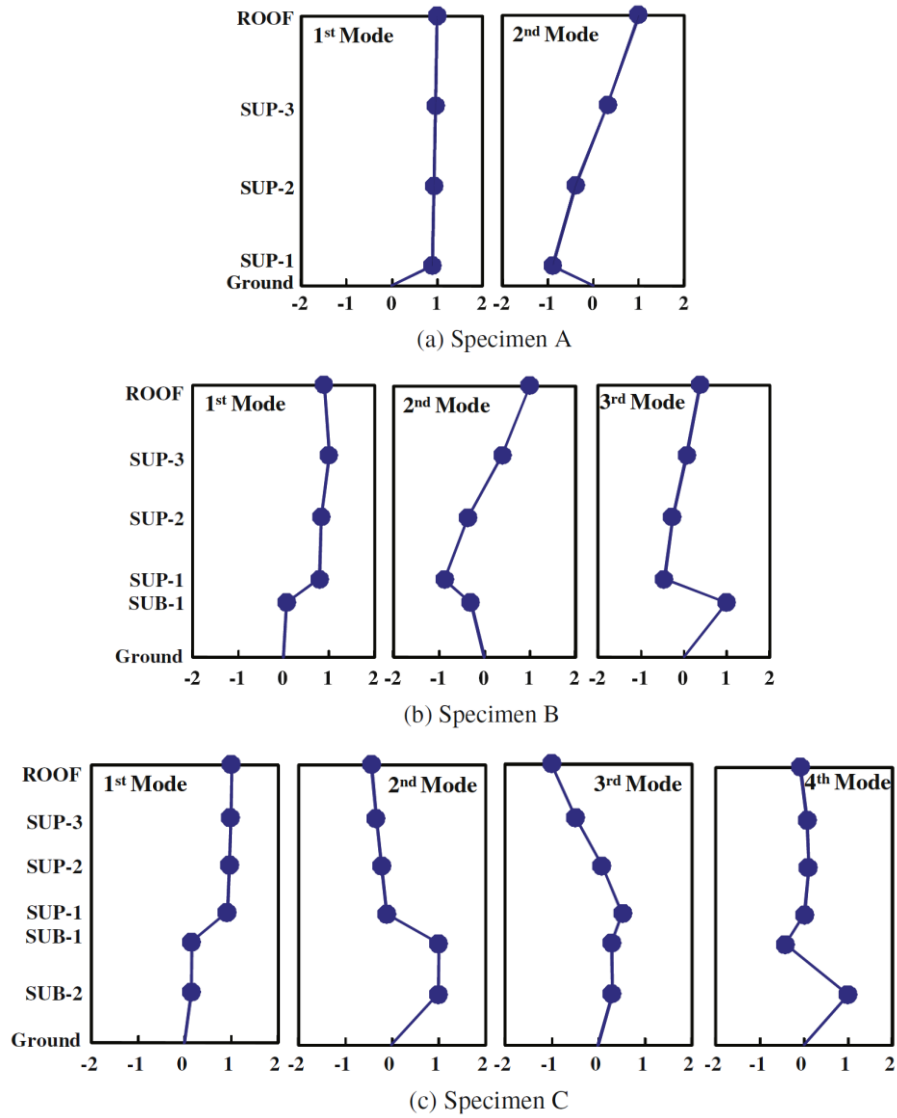 ROOF
SUP-3
SUP-2
SUP-1
Ground
1st Mode
2nd Mode
-2 -1 0 1 2 -2 -1 0 1 2
(a) Specimen A
ROOF
SUP-3
SUP-2
SUP-1
SUB-1
Ground
1st Mode
2nd Mode
3rd Mode
-2 -1 0 1 2 -2 -1 0 1 2 -2 -1 0 1 2
(b) Specimen B
ROOF
SUP-3
SUP-2
SUP-1
SUB-1
SUB-2
Ground
1st Mode
2nd Mode
3rd Mode
4th Mode
-2 -1 0 1 2 -2 -1 0 1 2 -2 -1 0 1 2 -2 -1 0 1 2
(c) Specimen C